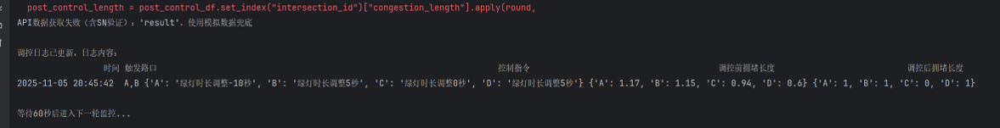 post_control_length = post_control_df.set_index("intersection_id")["congestion_length"].apply(round,
API数据获取失败（含SN验证）：'result'，使用模拟数据兜底
调控日志已更新，日志内容：
时间 触发路口 控制指令 调控前拥堵长度 调控后拥堵长度
2025-11-05 20:45:42 A,B {'A': '绿灯时长调整-10秒', 'B': '绿灯时长调整5秒', 'C': '绿灯时长调整0秒', 'D': '绿灯时长调整5秒'} {'A': 1.17, 'B': 1.15, 'C': 0.94, 'D': 0.6} {'A': 1, 'B': 1, 'C': 0, 'D': 1}
等待60秒后进入下一轮监控...